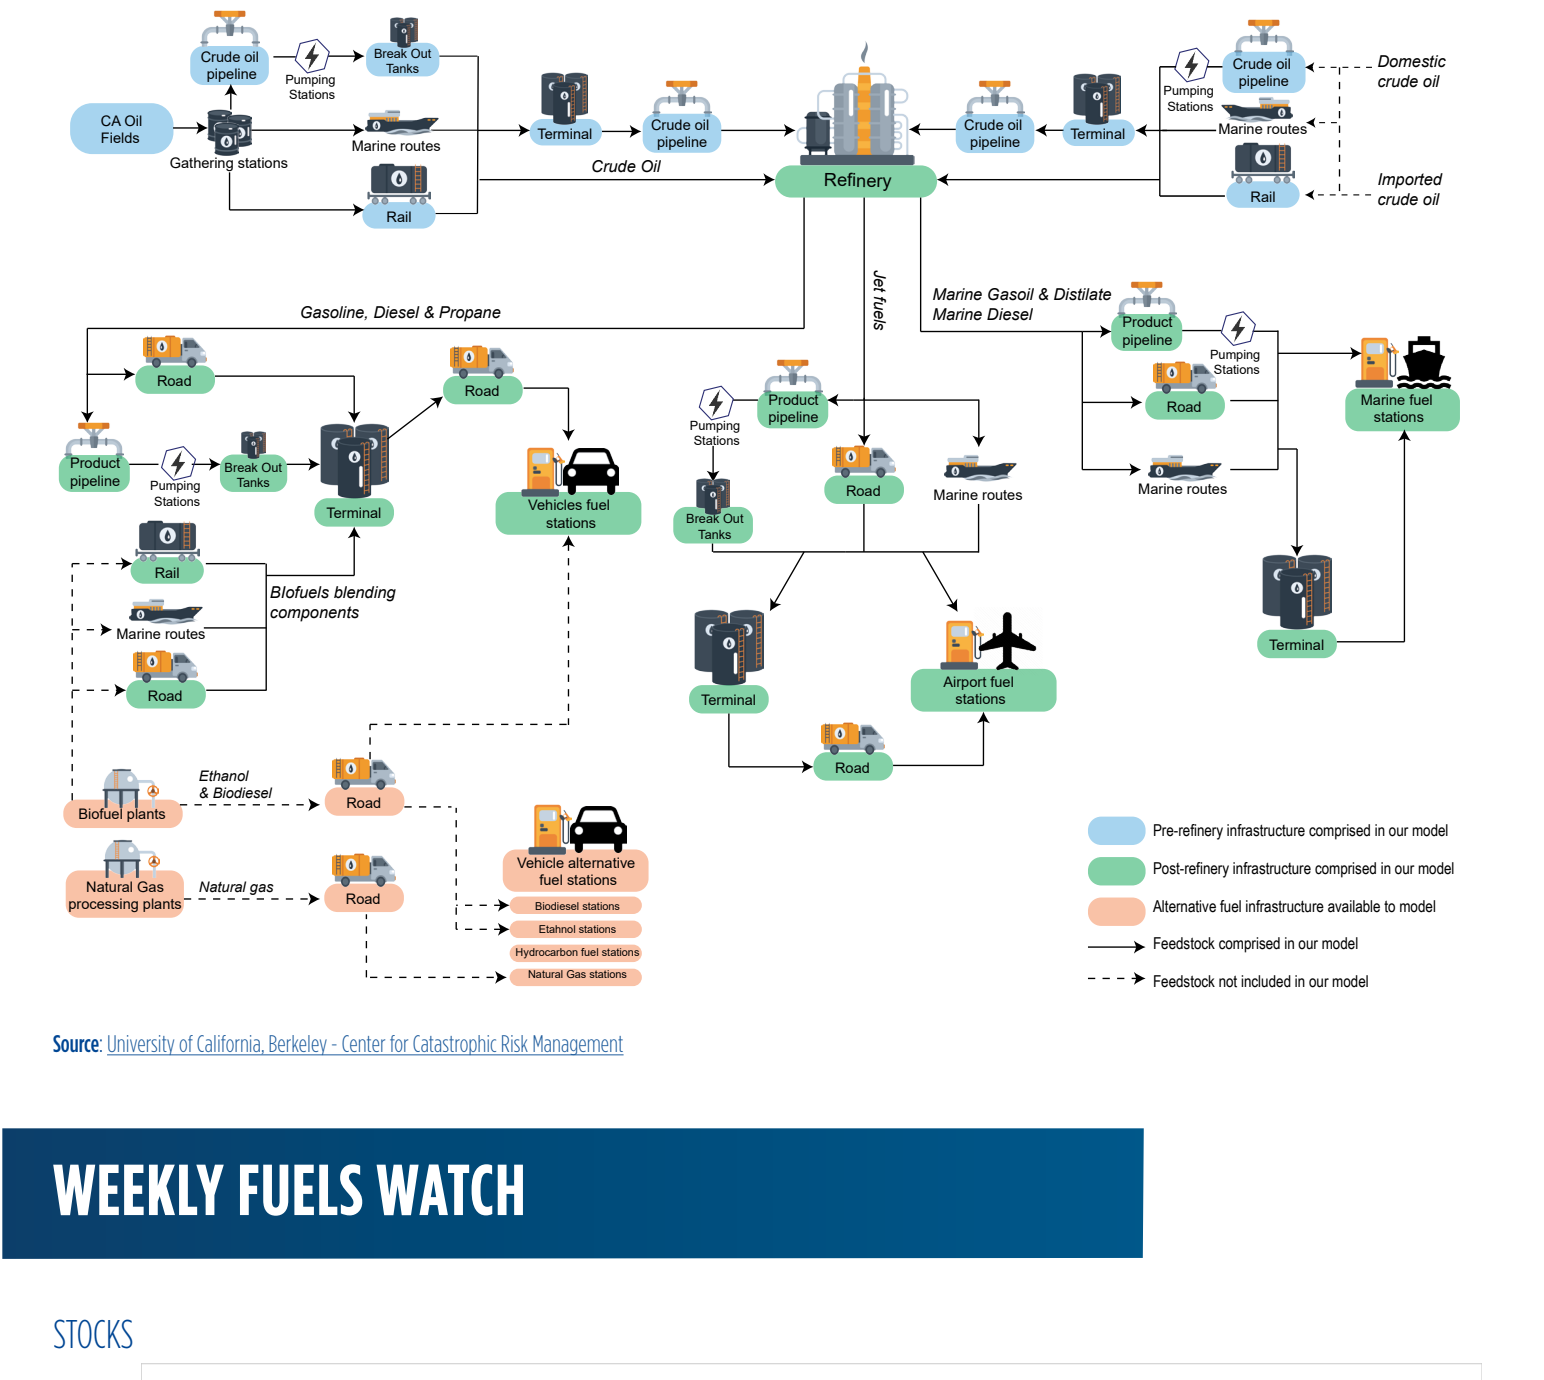 Crude oil
pipeline
Pumping
Stations
Break Out
Tanks
CA Oil
Fields
Gathering stations
Marine routes
Rail
Terminal
Crude oil
pipeline
Crude Oil
Refinery
Crude oil
pipeline
Terminal
Pumping
Stations
Crude oil
pipeline
Marine routes
Rail
Domestic
crude oil
Imported
crude oil
Gasoline, Diesel & Propane
Jet fuels
Marine Gasoil & Distilate
Marine Diesel
Road
Product
pipeline
Pumping
Stations
Break Out
Tanks
Terminal
Road
Vehicles fuel
stations
Rail
Marine routes
Road
BIofuels blending
components
Product
pipeline
Pumping
Stations
Break Out
Tanks
Road
Marine routes
Terminal
Road
Airport fuel
stations
Product
pipeline
Pumping
Stations
Road
Marine routes
Marine fuel
stations
Terminal
Biofuel plants
Ethanol
& Biodiesel
Road
Natural Gas
processing plants
Natural gas
Road
Vehicle alternative
fuel stations
Biodiesel stations
Etahnol stations
Hydrocarbon fuel stations
Natural Gas stations
Pre-refinery infrastructure comprised in our model
Post-refinery infrastructure comprised in our model
Alternative fuel infrastructure available to model
Feedstock comprised in our model
Feedstock not included in our model
Source: University of California, Berkeley - Center for Catastrophic Risk Management
WEEKLY FUELS WATCH
STOCKS